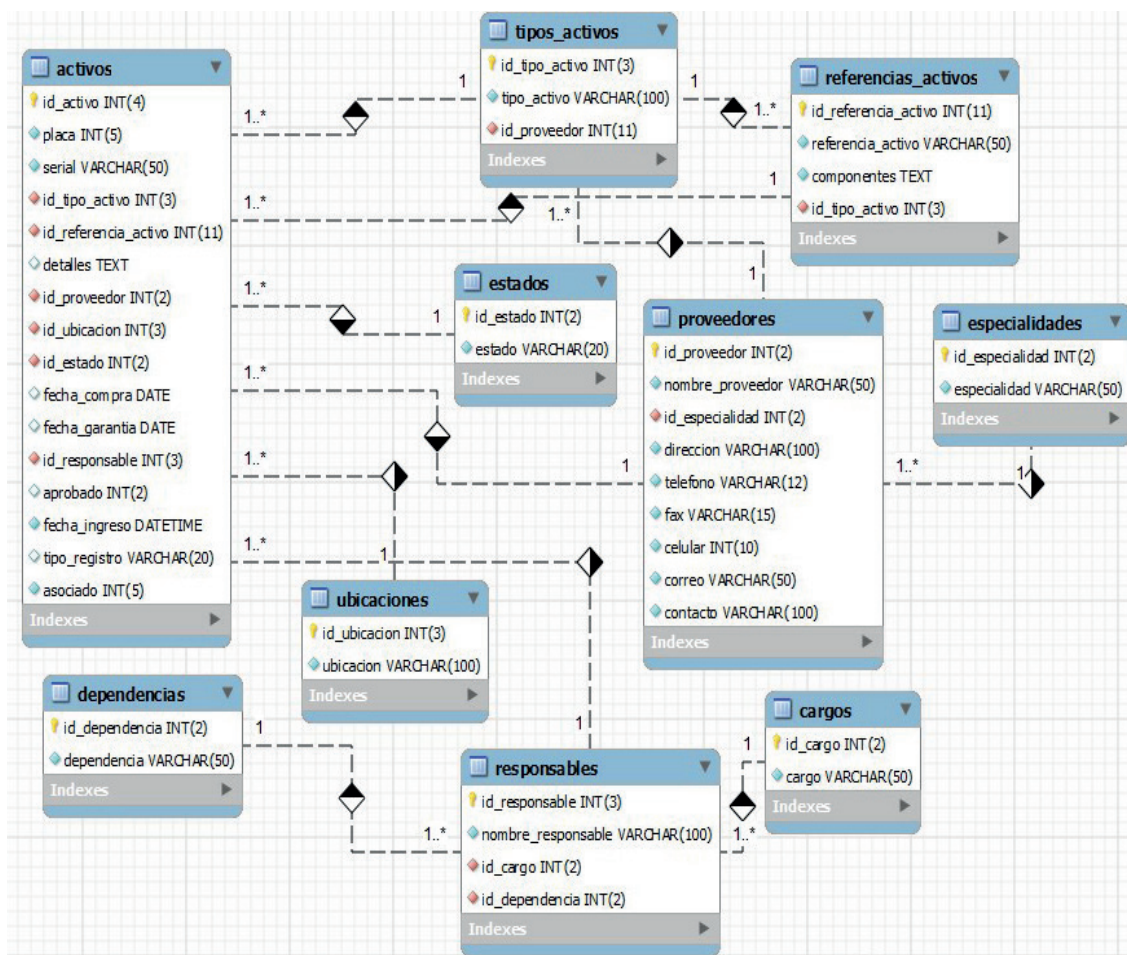 activos
id_activo INT(4)
placa INT(5)
serial VARCHAR(50)
id_tipo_activo INT(3)
id_referencia_activo INT(11)
detalles TEXT
id_proveedor INT(2)
id_ubicacion INT(3)
id_estado INT(2)
fecha_compra DATE
fecha_garantia DATE
id_responsable INT(3)
aprobado INT(2)
fecha_ingreso DATETIME
tipo_registro VARCHAR(20)
asociado INT(5)
Indexes
1..*
1
1..*
1
1..*
1
1..*
1
1..*
1
1..*
1
tipos_activos
id_tipo_activo INT(3)
tipo_activo VARCHAR(100)
id_proveedor INT(11)
Indexes
1
1..*
1..*
1
referencias_activos
id_referencia_activo INT(11)
referencia_activo VARCHAR(50)
componentes TEXT
id_tipo_activo INT(3)
Indexes
estados
id_estado INT(2)
estado VARCHAR(20)
Indexes
proveedores
id_proveedor INT(2)
nombre_proveedor VARCHAR(50)
id_especialidad INT(2)
direccion VARCHAR(100)
telefono VARCHAR(12)
fax VARCHAR(15)
celular INT(10)
correo VARCHAR(50)
contacto VARCHAR(100)
Indexes
1..*
1
especialidades
id_especialidad INT(2)
especialidad VARCHAR(50)
Indexes
ubicaciones
id_ubicacion INT(3)
ubicacion VARCHAR(100)
Indexes
dependencias
id_dependencia INT(2)
dependencia VARCHAR(50)
Indexes
1
1..*
responsables
id_responsable INT(3)
nombre_responsable VARCHAR(100)
id_cargo INT(2)
id_dependencia INT(2)
Indexes
1
1..*
cargos
id_cargo INT(2)
cargo VARCHAR(50)
Indexes